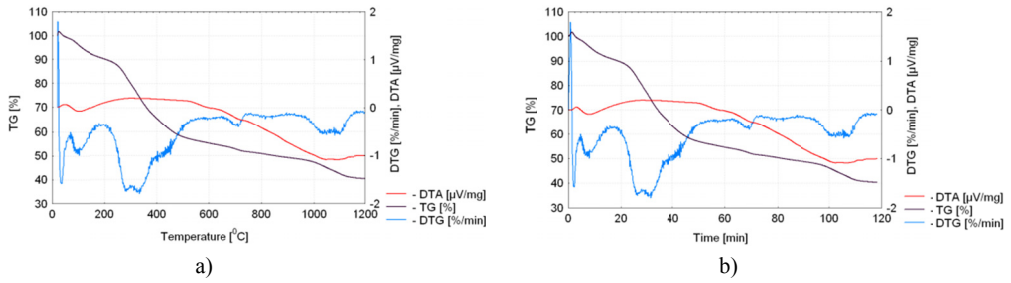 110
100
90
80
70
60
50
40
30
TG [%]
2
1
0
-1
-2
DTG [%/min], DTA [µV/mg]
0 200 400 600 800 1000 1200
Temperature [⁰C]
- DTA [µV/mg]
- TG [%]
- DTG [%/min]
a)
110
100
90
80
70
60
50
40
30
TG [%]
2
1
0
-1
-2
DTG [%/min], DTA [µV/mg]
0 20 40 60 80 100 120
Time [min]
- DTA [µV/mg]
- TG [%]
- DTG [%/min]
b)